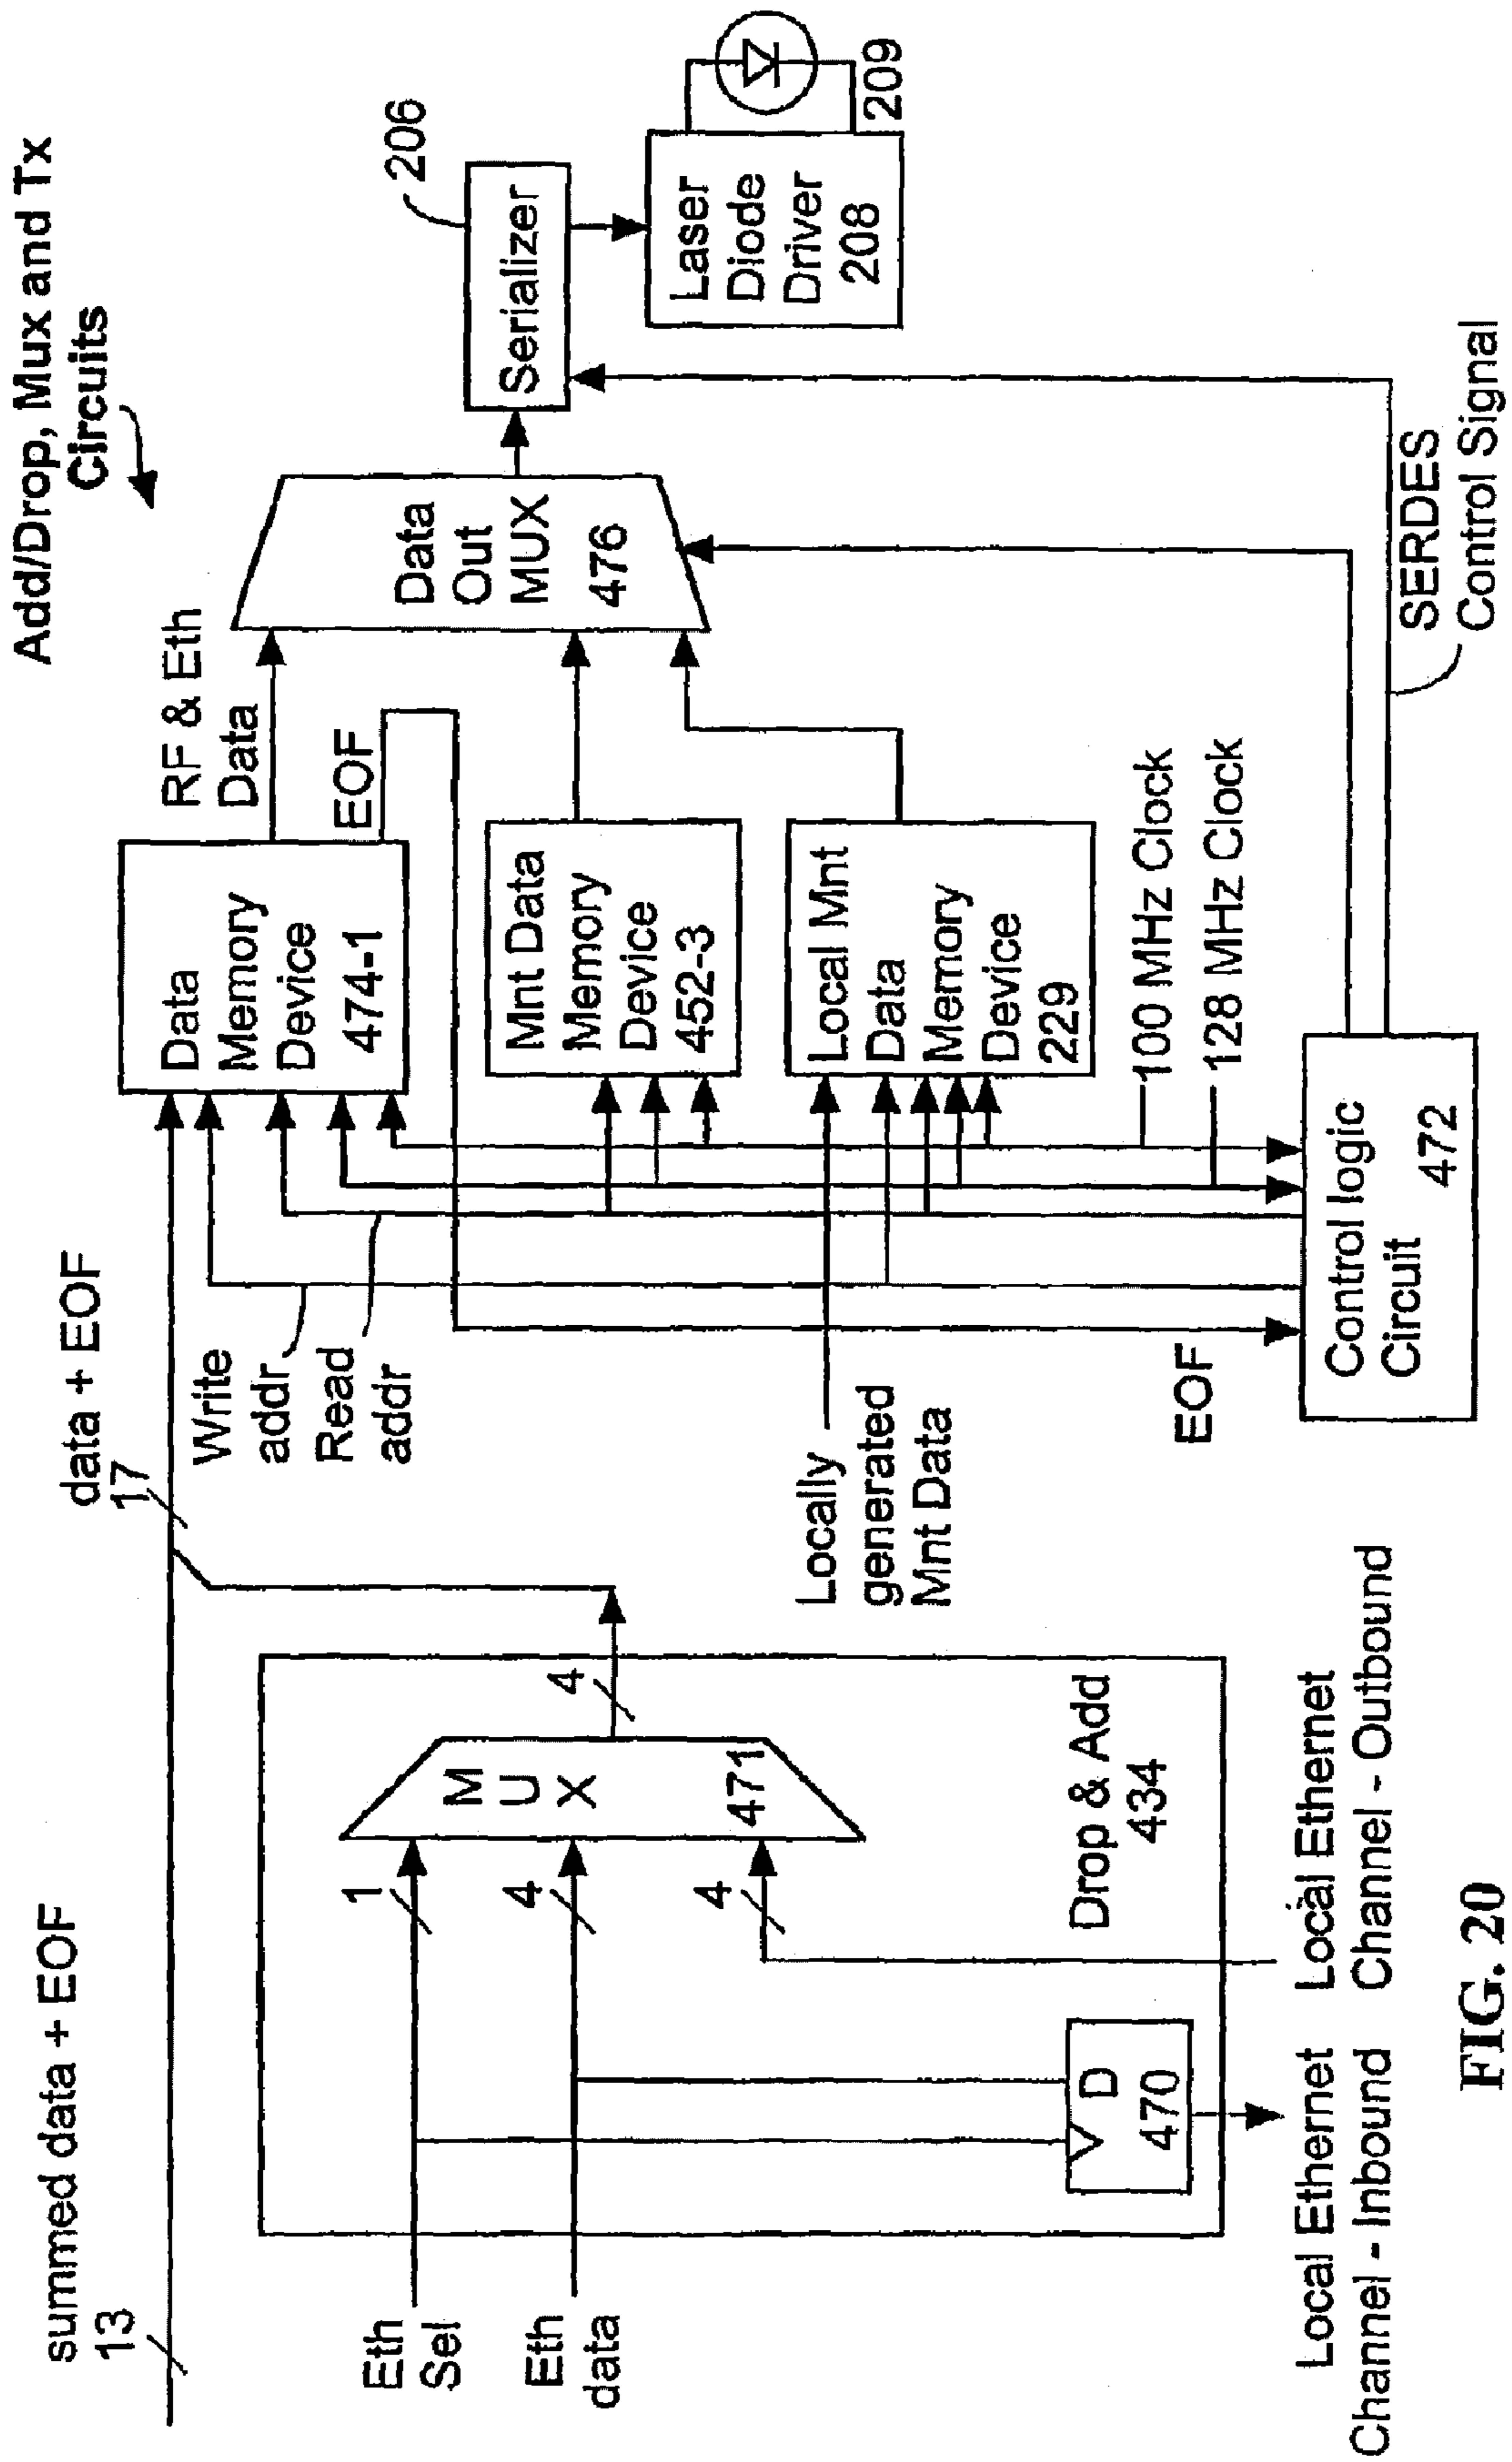 Add/Drop, Mux and Tx
Circuits
summed data + EOF
13
data + EOF
17
Eth
Sel
Eth
data
1
4
4
4
M
U
X
471
V D
470
Drop & Add
434
Local Ethernet
Channel - Inbound
Local Ethernet
Channel - Outbound
Write
addr
Read
addr
Locally
generated
Mnt Data
EOF
Data
Memory
Device
474-1
RF & Eth
Data
EOF
Mnt Data
Memory
Device
452-3
Local Mnt
Data
Memory
Device
229
100 MHz Clock
128 MHz Clock
Control logic
Circuit
472
Data
Out
MUX
476
Serializer
206
Laser
Diode
Driver
208
209
SERDES
Control Signal
FIG. 20